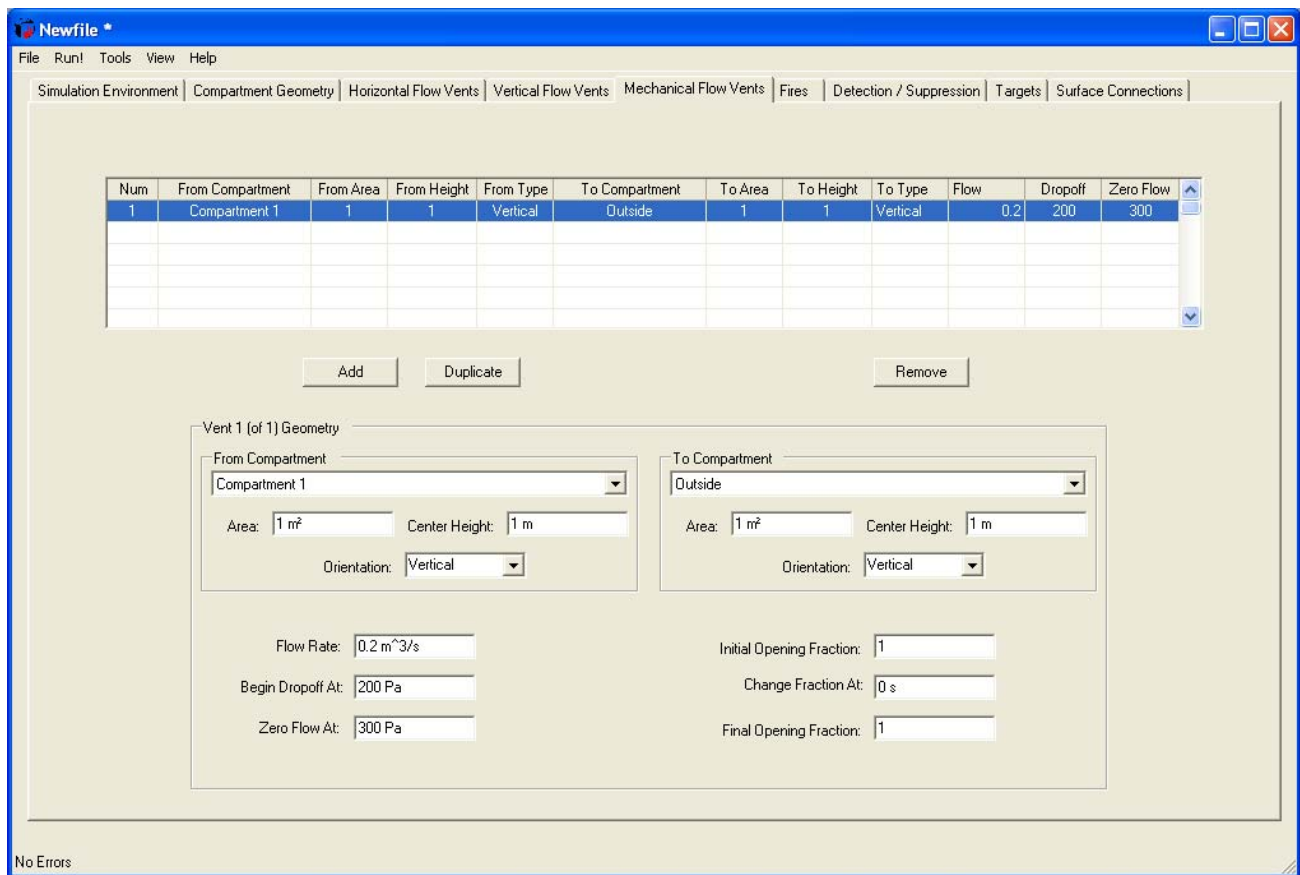 Newfile *
File Run! Tools View Help
Simulation Environment Compartment Geometry Horizontal Flow Vents Vertical Flow Vents Mechanical Flow Vents Fires Detection / Suppression Targets Surface Connections
Num From Compartment From Area From Height From Type To Compartment To Area To Height To Type Flow Dropoff Zero Flow
1 Compartment 1 1 1 Vertical Outside 1 1 Vertical 0.2 200 300
Add Duplicate Remove
Vent 1 (of 1) Geometry
From Compartment To Compartment
Compartment 1 Outside
Area: 1 m² Center Height: 1 m Area: 1 m² Center Height: 1 m
Orientation: Vertical Orientation: Vertical
Flow Rate: 0.2 m^3/s Initial Opening Fraction: 1
Begin Dropoff At: 200 Pa Change Fraction At: 0 s
Zero Flow At: 300 Pa Final Opening Fraction: 1
No Errors